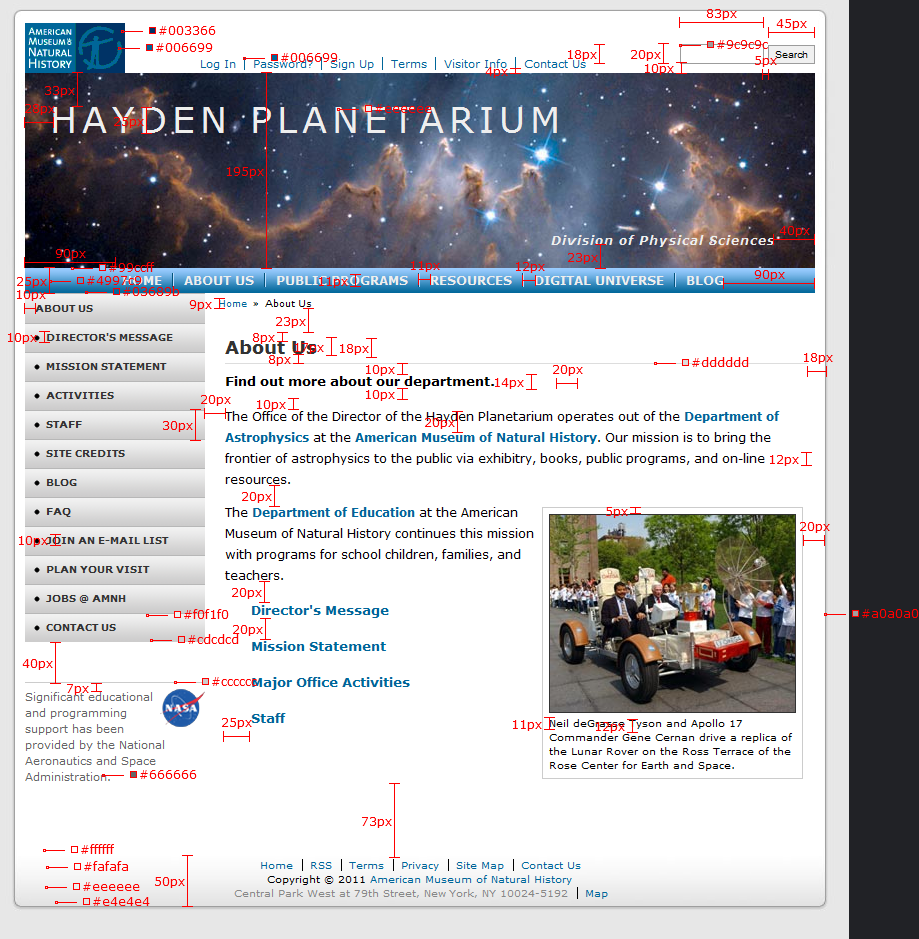 83px
45px
AMERICAN
MUSEUM & NATURAL
HISTORY
#003366
#006699
#006699
18px
20px
#9c9c9c
Search
5px
10px
4px
Log In | Password? | Sign Up | Terms | Visitor Info | Contact Us
33px
25px
HAYDEN PLANETARIUM
195px
Division of Physical Sciences
40px
23px
90px
#99ccff
25px
#4997c9
HOME | ABOUT US | PUBLIC PROGRAMS | RESOURCES | DIGITAL UNIVERSE | BLOG
11px
11px
12px
90px
#03689b
10px
ABOUT US
9px
Home » About Us
23px
10px
DIRECTOR'S MESSAGE
8px
About Us
17px
18px
8px
#dddddd
18px
MISSION STATEMENT
10px
20px
Find out more about our department.
14px
ACTIVITIES
20px
10px
10px
30px
STAFF
The Office of the Director of the Hayden Planetarium operates out of the Department of
20px
Astrophysics at the American Museum of Natural History. Our mission is to bring the
SITE CREDITS
frontier of astrophysics to the public via exhibitry, books, public programs, and on-line
12px
resources.
BLOG
20px
FAQ
The Department of Education at the American
5px
20px
10px
JOIN AN E-MAIL LIST
Museum of Natural History continues this mission
with programs for school children, families, and
PLAN YOUR VISIT
teachers.
20px
JOBS @ AMNH
Director's Message
#f0f1f0
#a0a0a0
CONTACT US
20px
#cdcdcd
Mission Statement
40px
7px
#cccccc
Major Office Activities
Significant educational
and programming
support has been
provided by the National
Aeronautics and Space
Administration.
NASA
#666666
25px
Staff
11px
12px
Neil deGrasse Tyson and Apollo 17
Commander Gene Cernan drive a replica of
the Lunar Rover on the Ross Terrace of the
Rose Center for Earth and Space.
73px
#ffffff
#fafafa
#eeeeee
#e4e4e4
50px
Home | RSS | Terms | Privacy | Site Map | Contact Us
Copyright © 2011 American Museum of Natural History
Central Park West at 79th Street, New York, NY 10024-5192 | Map